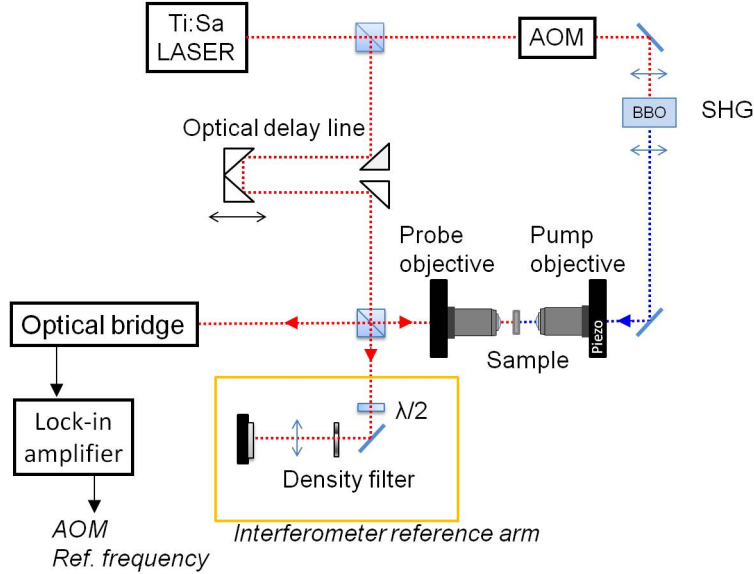 Ti:Sa
LASER
AOM
BBO
SHG
Optical delay line
Probe
objective
Pump
objective
Optical bridge
Piezo
Sample
λ/2
Lock-in
amplifier
Density filter
AOM
Ref. frequency
Interferometer reference arm